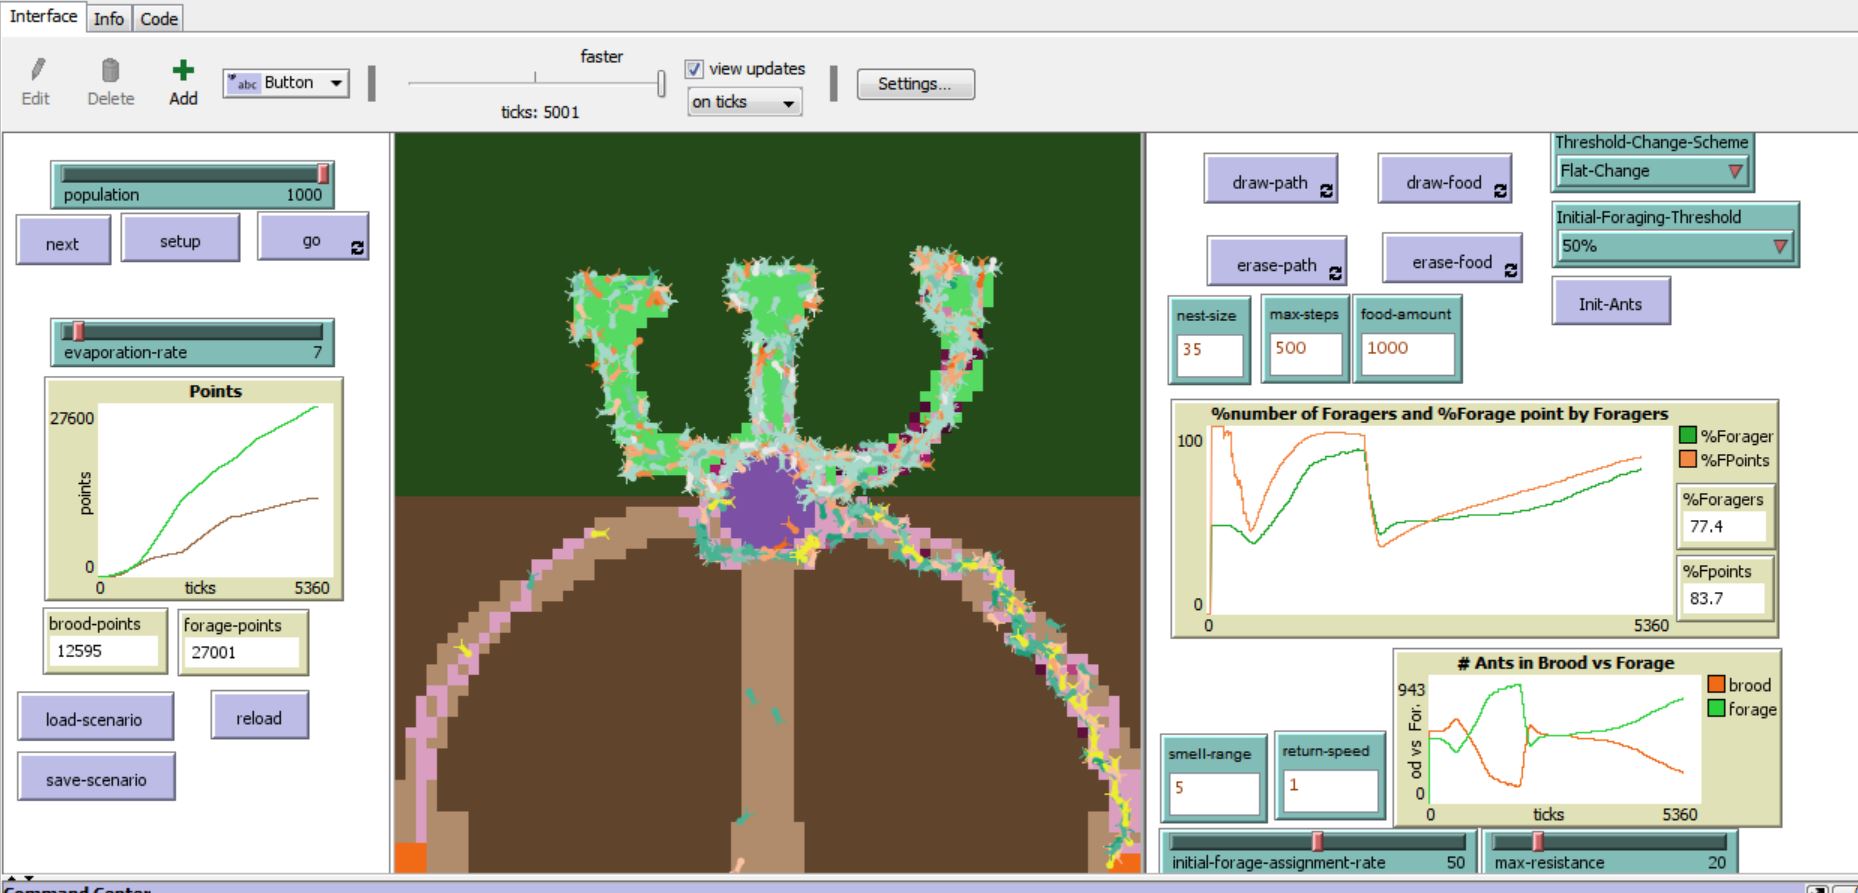 Interface Info Code
faster
Edit Delete Add abc Button view updates Settings...
ticks: 5001 on ticks
population 1000
next setup go
evaporation-rate 7
Points
27600
points
0
0 ticks 5360
brood-points forage-points
12595 27001
load-scenario reload
save-scenario
draw-path draw-food
erase-path erase-food
Threshold-Change-Scheme
Flat-Change
Initial-Foraging-Threshold
50%
Init-Ants
nest-size max-steps food-amount
35 500 1000
%number of Foragers and %Forage point by Foragers
100
0
0 5360
%Forager
%FPoints
%Foragers
77.4
%Fpoints
83.7
# Ants in Brood vs Forage
943
od vs For.
0
0 ticks 5360
brood
forage
smell-range return-speed
5 1
initial-forage-assignment-rate 50 max-resistance 20
Command Center